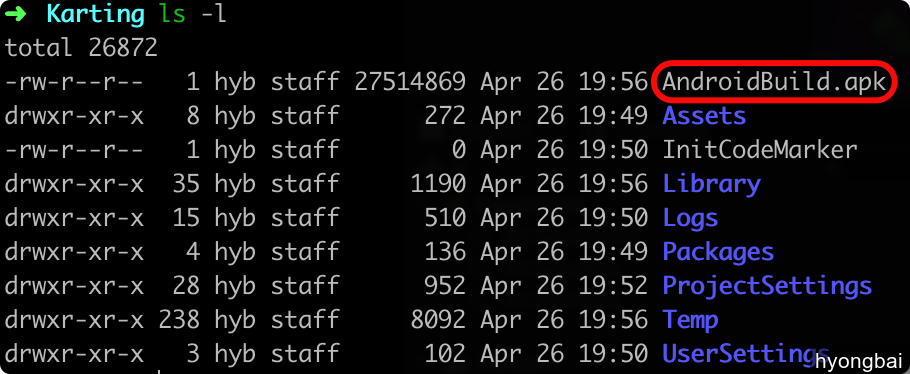 ➜ Karting ls -l
total 26872
-rw-r--r-- 1 hyb staff 27514869 Apr 26 19:56 AndroidBuild.apk
drwxr-xr-x 8 hyb staff 272 Apr 26 19:49 Assets
-rw-r--r-- 1 hyb staff 0 Apr 26 19:50 InitCodeMarker
drwxr-xr-x 35 hyb staff 1190 Apr 26 19:56 Library
drwxr-xr-x 15 hyb staff 510 Apr 26 19:50 Logs
drwxr-xr-x 4 hyb staff 136 Apr 26 19:49 Packages
drwxr-xr-x 28 hyb staff 952 Apr 26 19:52 ProjectSettings
drwxr-xr-x 238 hyb staff 8092 Apr 26 19:56 Temp
drwxr-xr-x 3 hyb staff 102 Apr 26 19:50 UserSettings
hyongbai